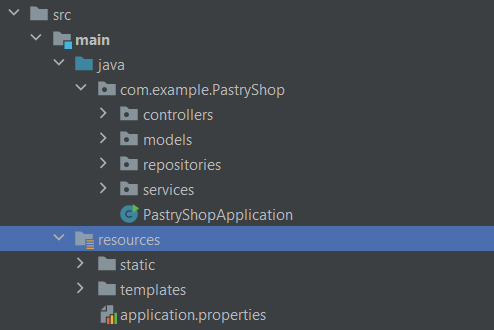 src
main
java
com.example.PastryShop
controllers
models
repositories
services
PastryShopApplication
resources
static
templates
application.properties